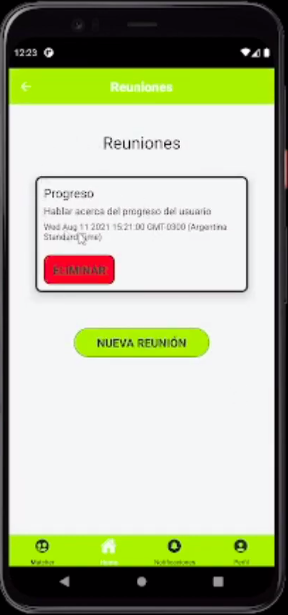 12:23
Reuniones
Reuniones
Progreso
Hablar acerca del progreso del usuario
Wed Aug 11 2021 15:21:00 GMT-0300 (Argentina
Standard Time)
ELIMINAR
NUEVA REUNIÓN
Matches
Home
Notificaciones
Perfil